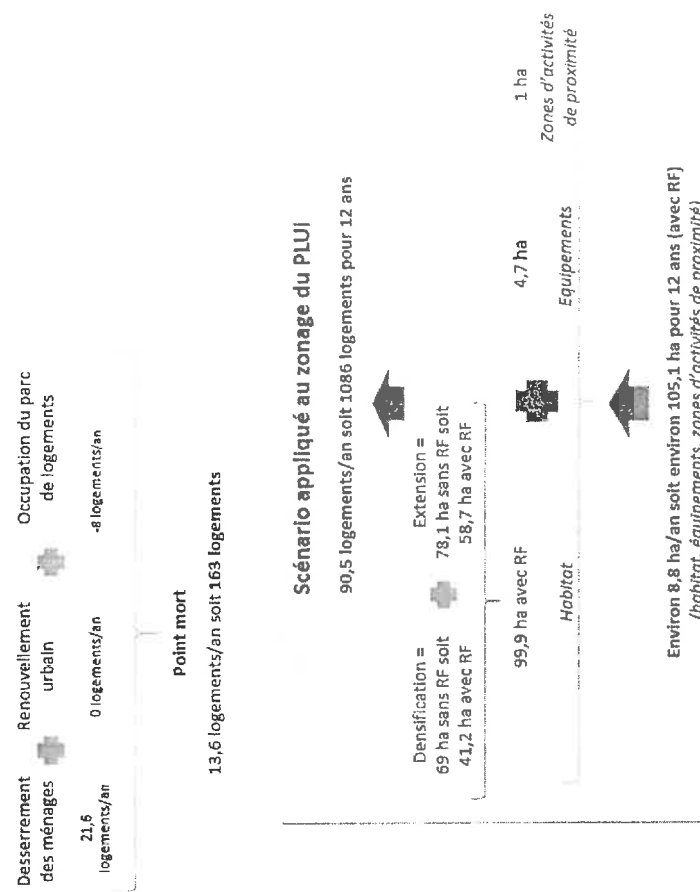 Desserrement
des ménages
21,6
logements/an
Renouvellement
urbain
0 logements/an
Occupation du parc
de logements
-8 logements/an
Point mort
13,6 logements/an soit 163 logements
Scénario appliqué au zonage du PLUi
90,5 logements/an soit 1086 logements pour 12 ans
Densification =
69 ha sans RF soit
41,2 ha avec RF
Extension =
78,1 ha sans RF soit
58,7 ha avec RF
99,9 ha avec RF
Habitat
4,7 ha
Equipements
1 ha
Zones d'activités
de proximité
Environ 8,8 ha/an soit environ 105,1 ha pour 12 ans (avec RF)
(habitat, équipements, zones d'activités de proximité)